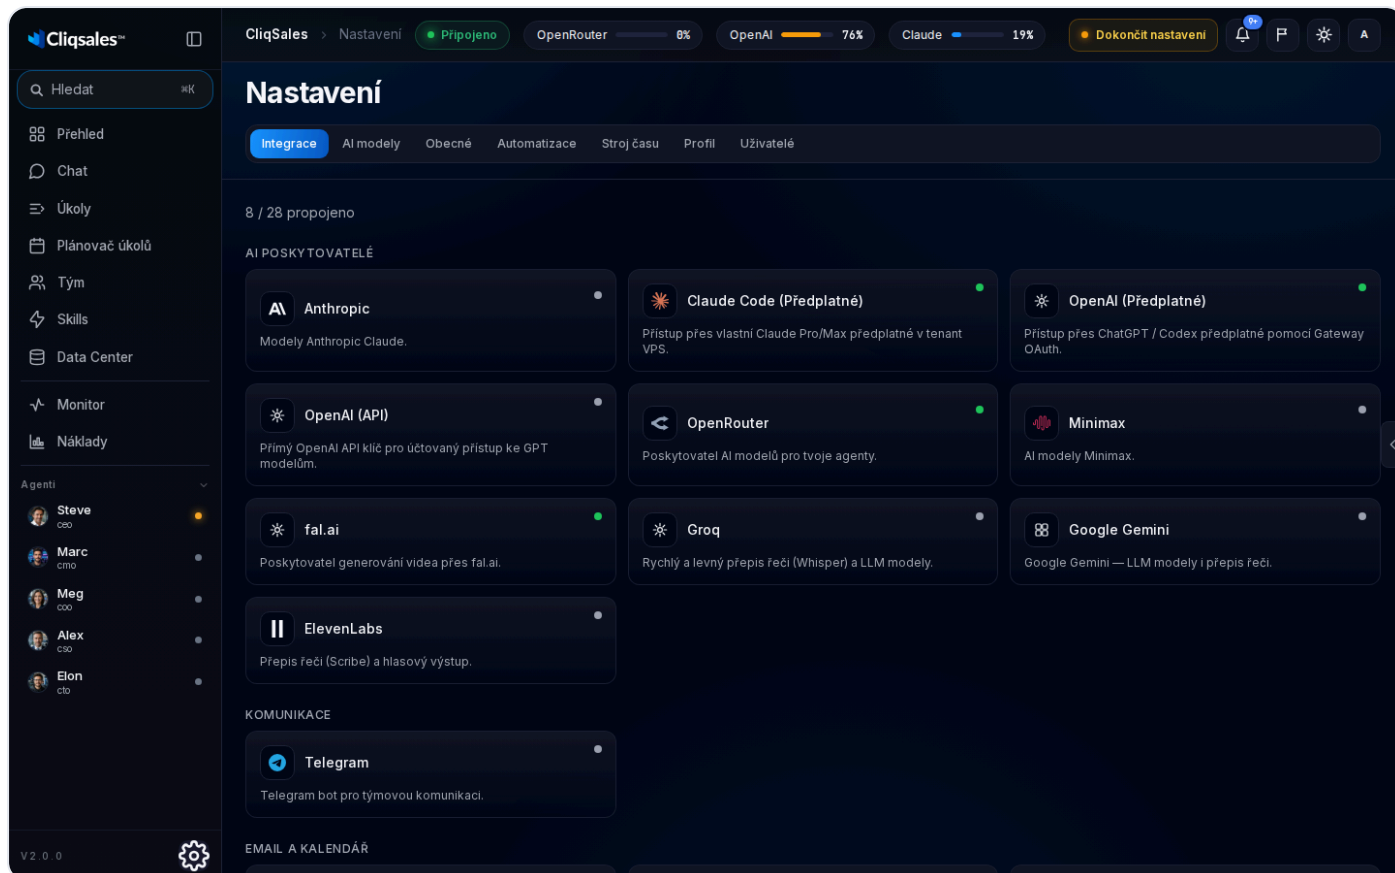 Cliqsales™
Hledat ⌘K
Přehled
Chat
Úkoly
Plánovač úkolů
Tým
Skills
Data Center
Monitor
Náklady
Agenti
Steve
ceo
Marc
cmo
Meg
coo
Alex
cso
Elon
cto
V2.0.0
CliqSales › Nastavení
Připojeno
OpenRouter 0%
OpenAI 76%
Claude 19%
Dokončit nastavení
9+
A
Nastavení
Integrace AI modely Obecné Automatizace Stroj času Profil Uživatelé
8 / 28 propojeno
AI POSKYTOVATELÉ
Anthropic
Modely Anthropic Claude.
Claude Code (Předplatné)
Přístup přes vlastní Claude Pro/Max předplatné v tenant
VPS.
OpenAI (Předplatné)
Přístup přes ChatGPT / Codex předplatné pomocí Gateway
OAuth.
OpenAI (API)
Přímý OpenAI API klíč pro účtovaný přístup ke GPT
modelům.
OpenRouter
Poskytovatel AI modelů pro tvoje agenty.
Minimax
AI modely Minimax.
fal.ai
Poskytovatel generování videa přes fal.ai.
Groq
Rychlý a levný přepis řeči (Whisper) a LLM modely.
Google Gemini
Google Gemini — LLM modely i přepis řeči.
ElevenLabs
Přepis řeči (Scribe) a hlasový výstup.
KOMUNIKACE
Telegram
Telegram bot pro týmovou komunikaci.
EMAIL A KALENDÁŘ